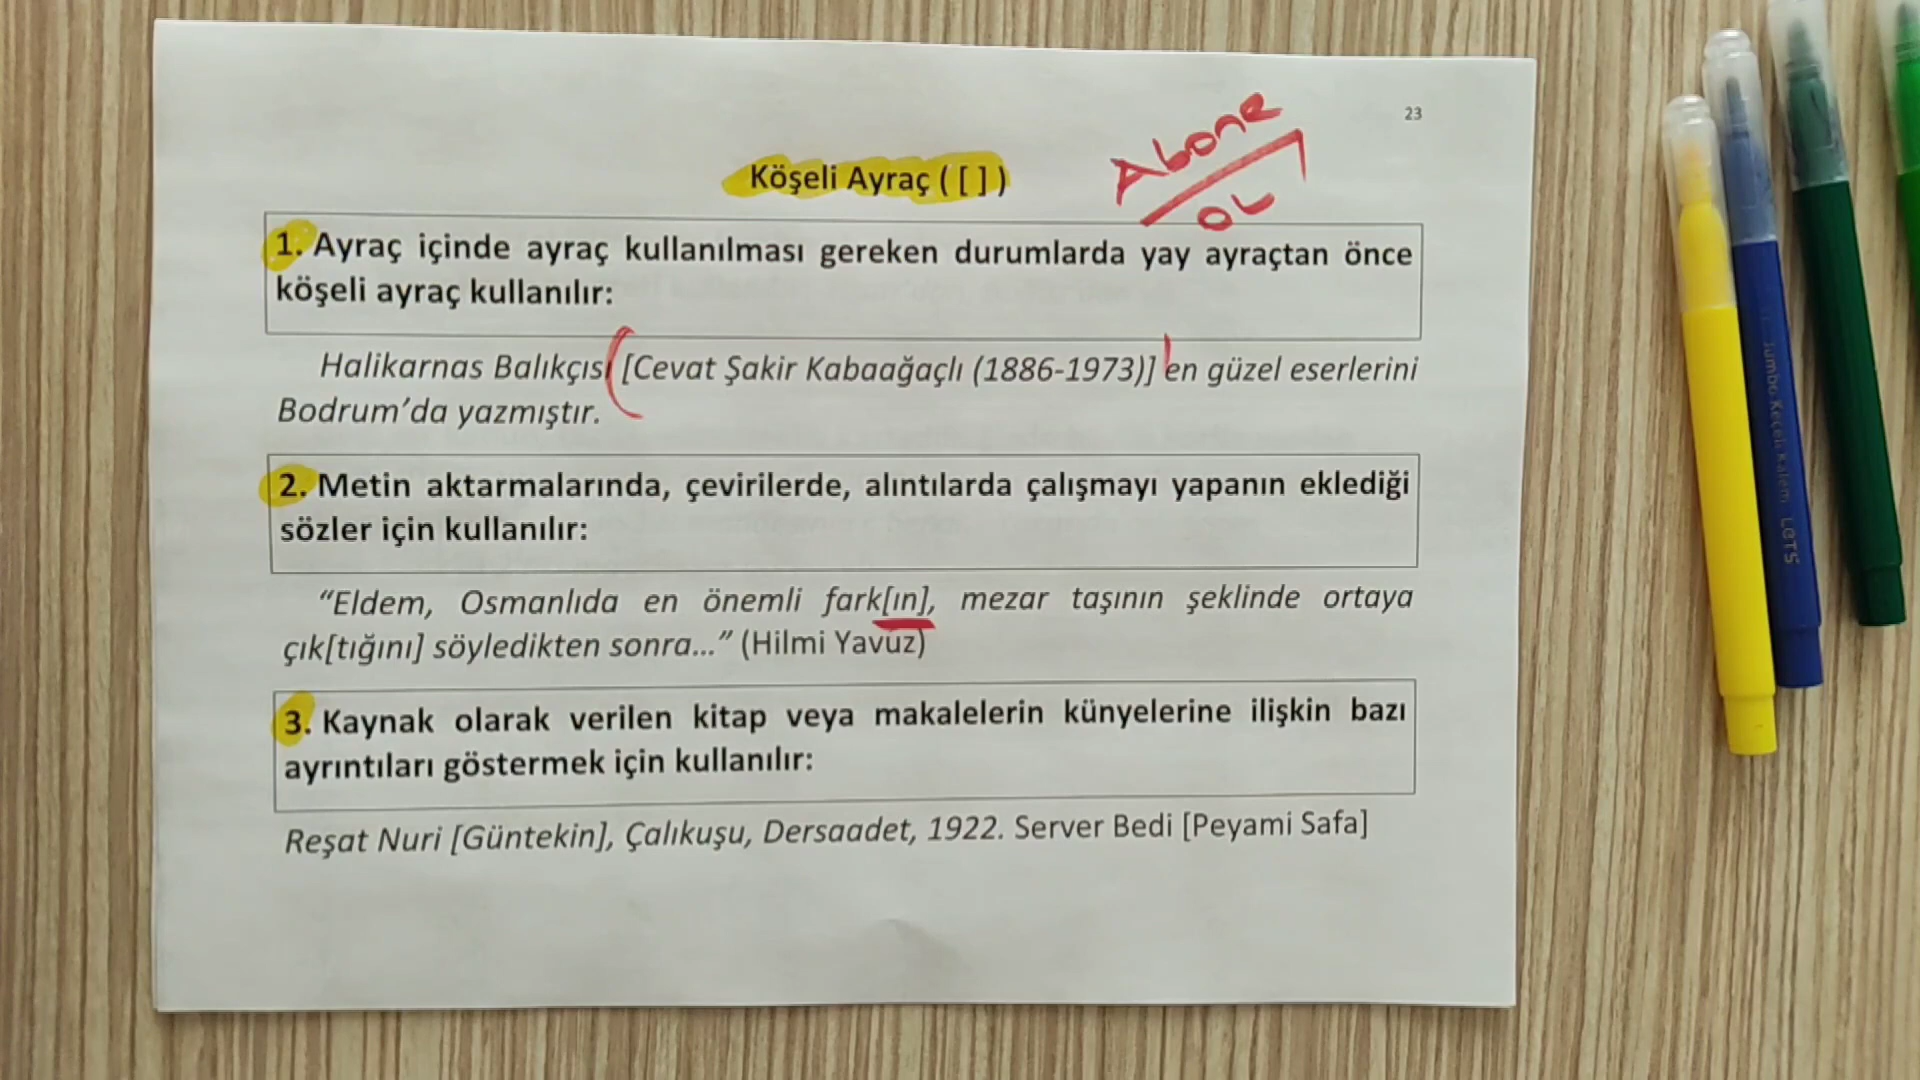 23
Abone
OL
Köşeli Ayraç ( [ ] )
1. Ayraç içinde ayraç kullanılması gereken durumlarda yay ayraçtan önce
köşeli ayraç kullanılır:
Halikarnas Balıkçısı [Cevat Şakir Kabaağaçlı (1886-1973)] en güzel eserlerini
Bodrum’da yazmıştır.
2. Metin aktarmalarında, çevirilerde, alıntılarda çalışmayı yapanın eklediği
sözler için kullanılır:
“Eldem, Osmanlıda en önemli fark[ın], mezar taşının şeklinde ortaya
çık[tığını] söyledikten sonra...” (Hilmi Yavuz)
3. Kaynak olarak verilen kitap veya makalelerin künyelerine ilişkin bazı
ayrıntıları göstermek için kullanılır:
Reşat Nuri [Güntekin], Çalıkuşu, Dersaadet, 1922. Server Bedi [Peyami Safa]
Jumbo Keçeli Kalem LGTS